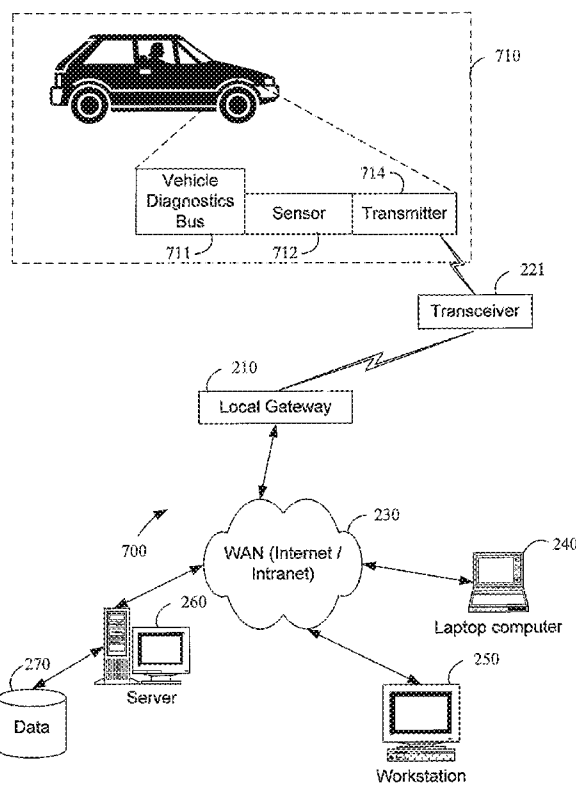 710
Vehicle
Diagnostics
Bus
711
Sensor
712
714
Transmitter
221
Transceiver
210
Local Gateway
700
230
WAN (Internet /
Intranet)
240
Laptop computer
260
Server
270
Data
250
Workstation